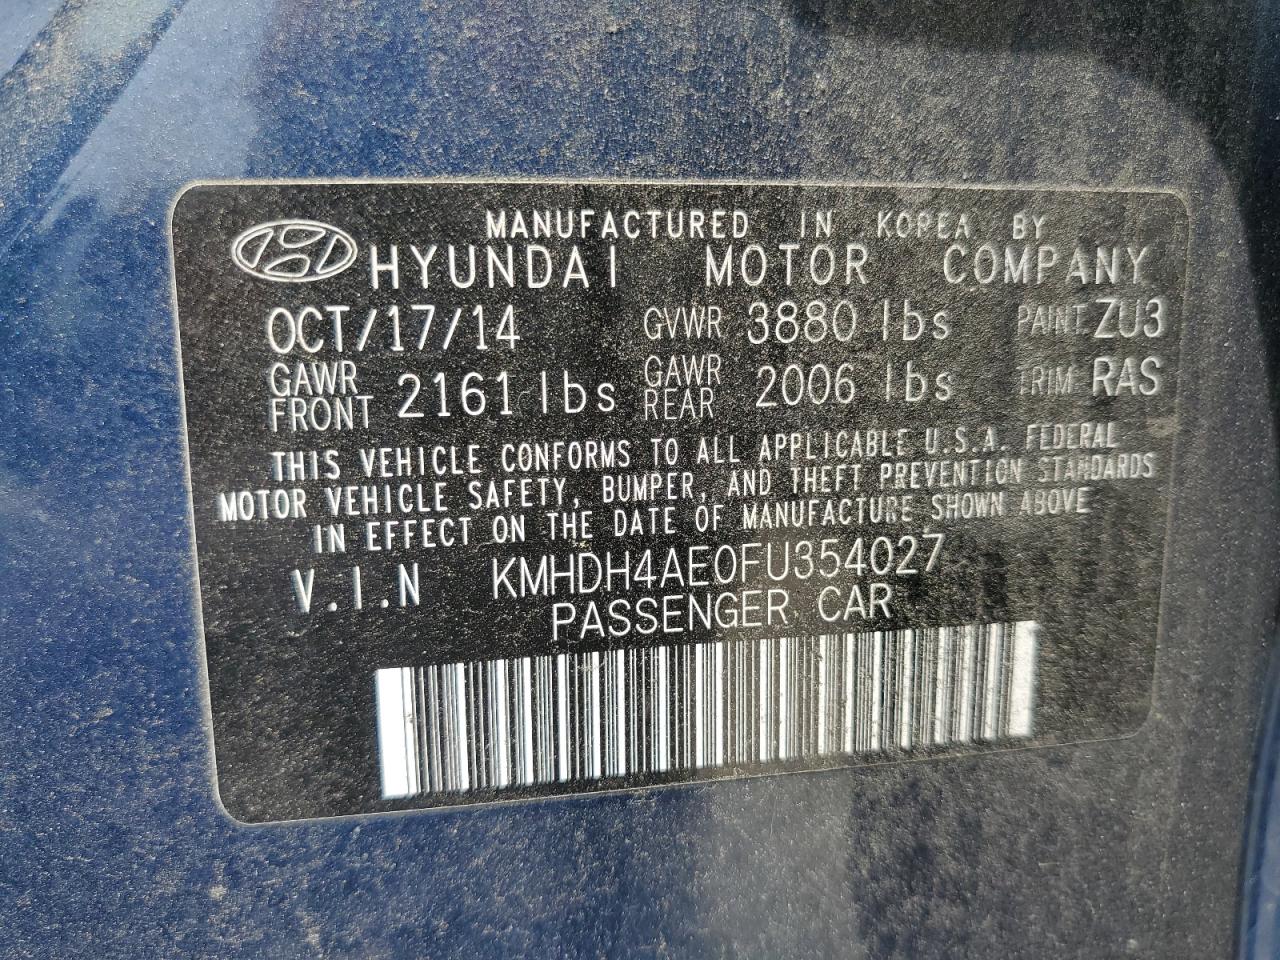 MANUFACTURED IN KOREA BY
HYUNDAI MOTOR COMPANY
OCT/17/14 GVWR 3880 lbs PAINT ZU3
GAWR FRONT 2161 lbs GAWR REAR 2006 lbs TRIM RAS
THIS VEHICLE CONFORMS TO ALL APPLICABLE U.S.A. FEDERAL
MOTOR VEHICLE SAFETY, BUMPER, AND THEFT PREVENTION STANDARDS
IN EFFECT ON THE DATE OF MANUFACTURE SHOWN ABOVE
V.I.N KMHDH4AE0FU354027
PASSENGER CAR